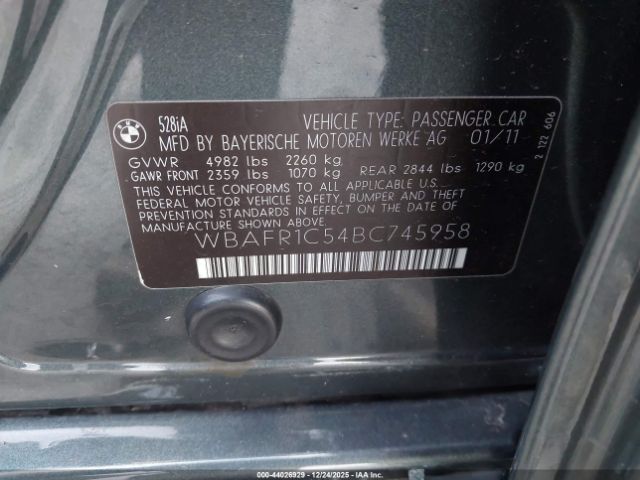 BMW
528iA VEHICLE TYPE: PASSENGER CAR
MFD BY BAYERISCHE MOTOREN WERKE AG 01/11
GVWR 4982 lbs 2260 kg
GAWR FRONT 2359 lbs 1070 kg REAR 2844 lbs 1290 kg
THIS VEHICLE CONFORMS TO ALL APPLICABLE U.S.
FEDERAL MOTOR VEHICLE SAFETY, BUMPER AND THEFT
PREVENTION STANDARDS IN EFFECT ON THE DATE OF
MANUFACTURE SHOWN ABOVE.
WBAFR1C54BC745958
2 122 606
000-44026929 - 12/24/2025 - IAA, Inc.